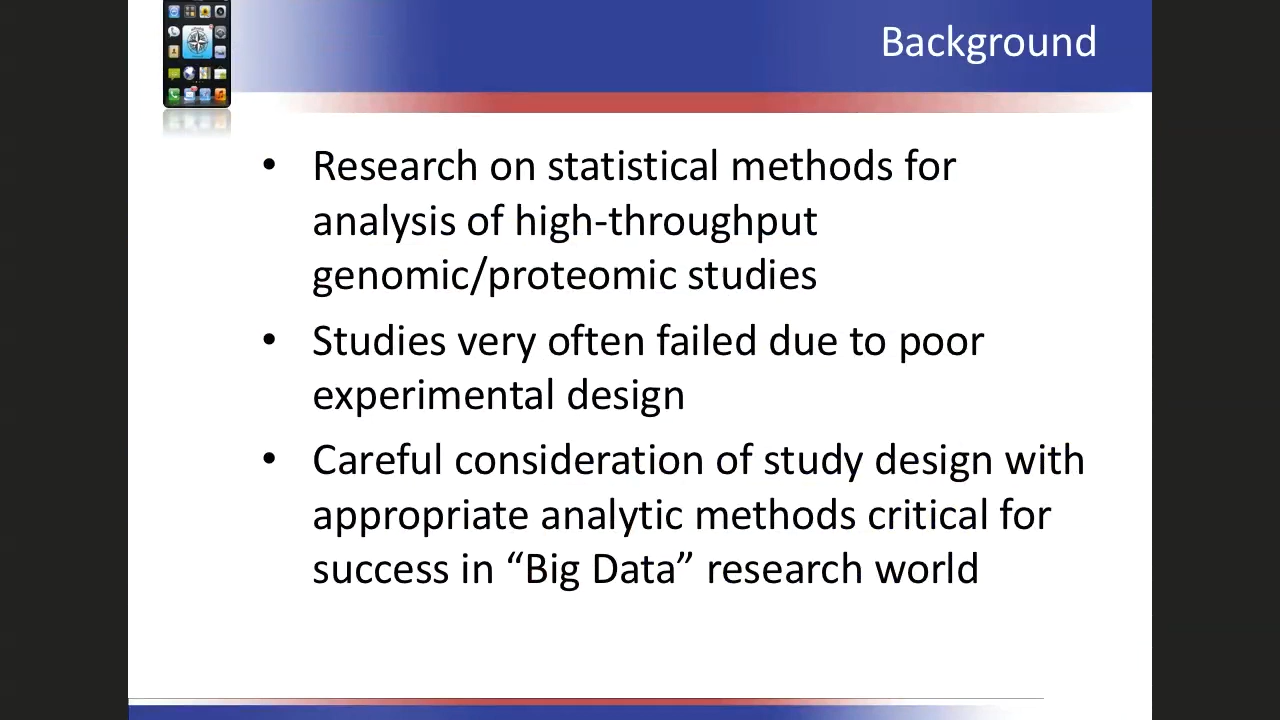 Background
• Research on statistical methods for
analysis of high-throughput
genomic/proteomic studies
• Studies very often failed due to poor
experimental design
• Careful consideration of study design with
appropriate analytic methods critical for
success in “Big Data” research world